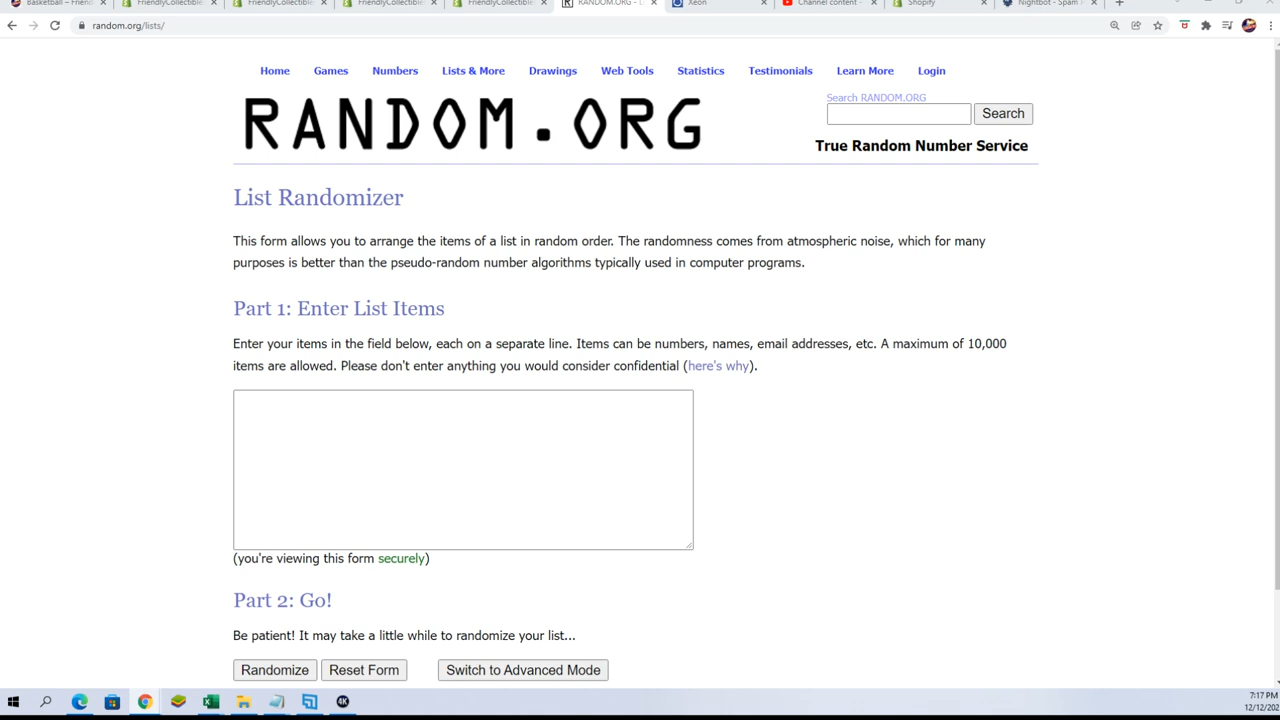 Basketball – Friend
FriendlyCollectible
FriendlyCollectible
FriendlyCollectible
FriendlyCollectible
RANDOM.ORG -
Xeon
Channel content -
Shopify
Nightbot - Spam
random.org/lists/
Home
Games
Numbers
Lists & More
Drawings
Web Tools
Statistics
Testimonials
Learn More
Login
RANDOM.ORG
Search RANDOM.ORG
Search
True Random Number Service
List Randomizer
This form allows you to arrange the items of a list in random order. The randomness comes from atmospheric noise, which for many
purposes is better than the pseudo-random number algorithms typically used in computer programs.
Part 1: Enter List Items
Enter your items in the field below, each on a separate line. Items can be numbers, names, email addresses, etc. A maximum of 10,000
items are allowed. Please don't enter anything you would consider confidential (here's why).
(you're viewing this form securely)
Part 2: Go!
Be patient! It may take a little while to randomize your list...
Randomize
Reset Form
Switch to Advanced Mode
4K
7:17 PM
12/12/202